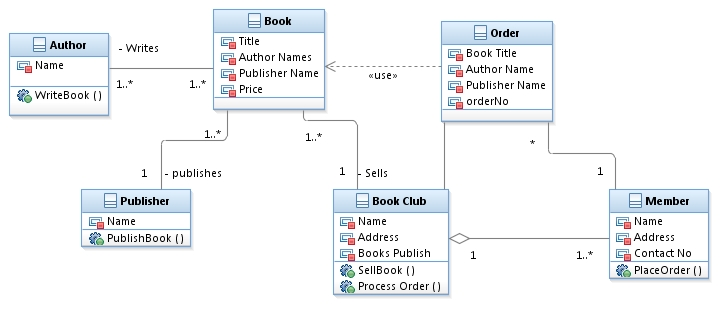 Book
Title
Author Names
Publisher Name
Price
Order
Book Title
Author Name
Publisher Name
orderNo
Author
Name
WriteBook ( )
- Writes
1..*
1..*
«use»
1..*
1..*
*
1
- publishes
1
- Sells
1
Publisher
Name
PublishBook ( )
Book Club
Name
Address
Books Publish
SellBook ( )
Process Order ( )
Member
Name
Address
Contact No
PlaceOrder ( )
1
1..*